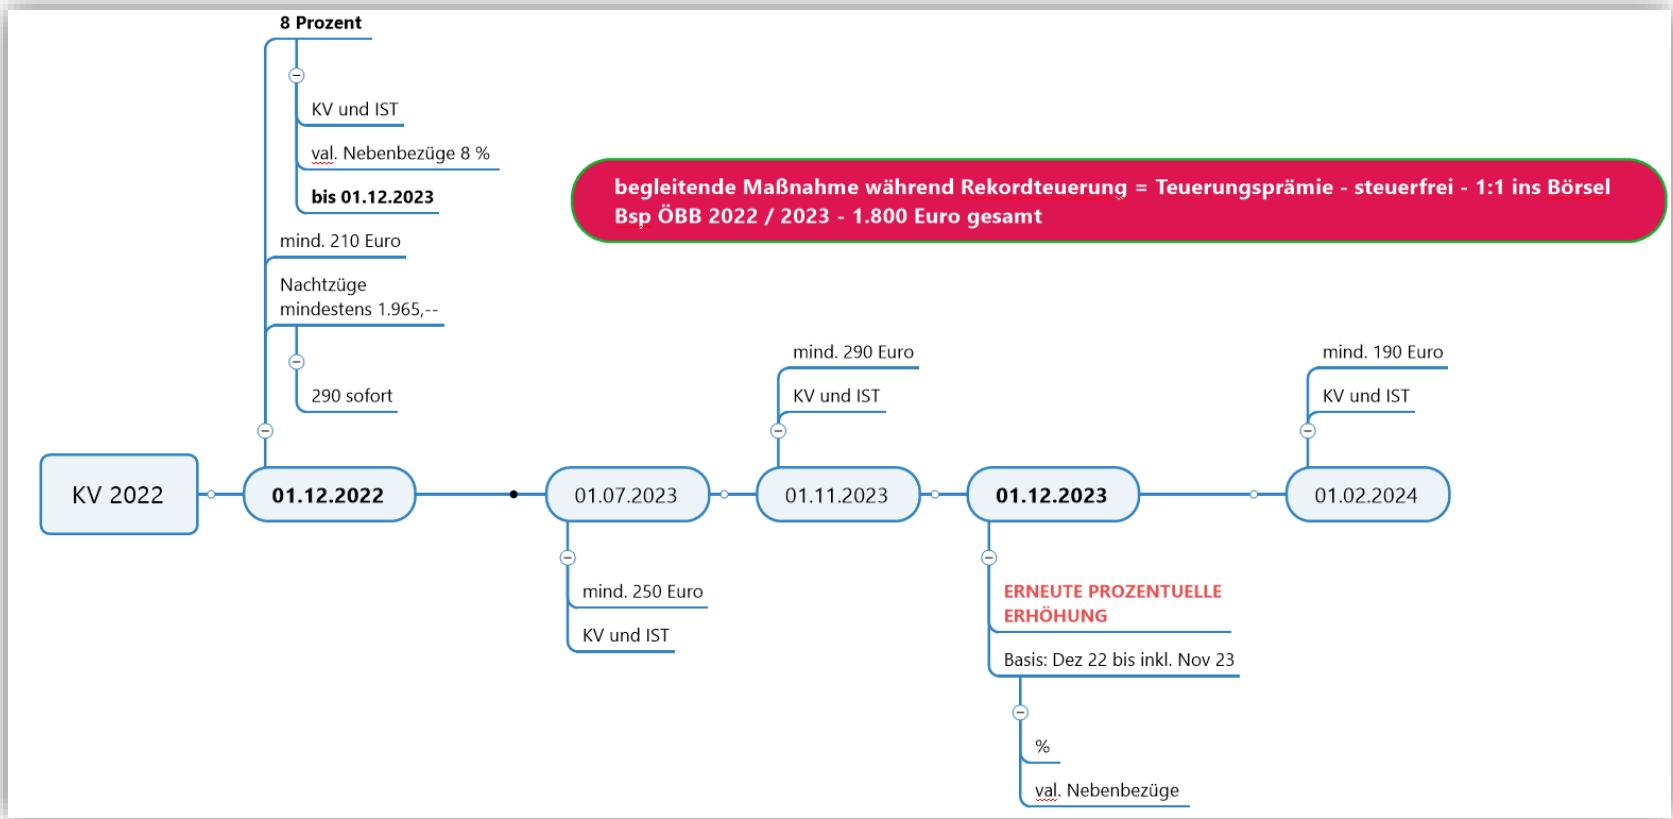 8 Prozent
KV und IST
val. Nebenbezüge 8 %
bis 01.12.2023
mind. 210 Euro
Nachtzüge
mindestens 1.965,--
290 sofort
begleitende Maßnahme während Rekordteuerung = Teuerungsprämie - steuerfrei - 1:1 ins Börsel
Bsp ÖBB 2022 / 2023 - 1.800 Euro gesamt
mind. 290 Euro
KV und IST
mind. 190 Euro
KV und IST
KV 2022
01.12.2022
01.07.2023
01.11.2023
01.12.2023
01.02.2024
mind. 250 Euro
KV und IST
ERNEUTE PROZENTUELLE
ERHÖHUNG
Basis: Dez 22 bis inkl. Nov 23
%
val. Nebenbezüge